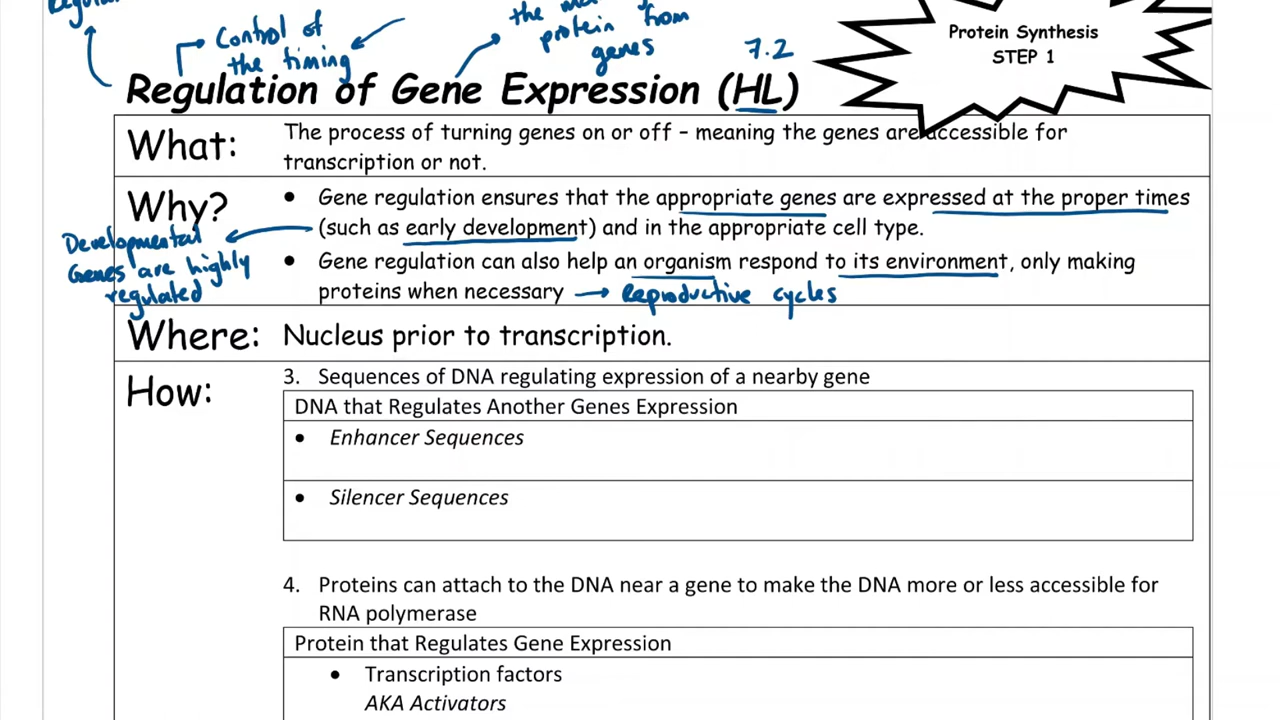 the
protein from
genes
Control of
the timing
7.2
Protein Synthesis
STEP 1
Regulation of Gene Expression (HL)
What:
The process of turning genes on or off – meaning the genes are accessible for
transcription or not.
Why?
• Gene regulation ensures that the appropriate genes are expressed at the proper times
(such as early development) and in the appropriate cell type.
• Gene regulation can also help an organism respond to its environment, only making
proteins when necessary → Reproductive cycles
Developmental
Genes are highly
regulated
Where:
Nucleus prior to transcription.
How:
3. Sequences of DNA regulating expression of a nearby gene
DNA that Regulates Another Genes Expression
• Enhancer Sequences
• Silencer Sequences
4. Proteins can attach to the DNA near a gene to make the DNA more or less accessible for
RNA polymerase
Protein that Regulates Gene Expression
• Transcription factors
AKA Activators